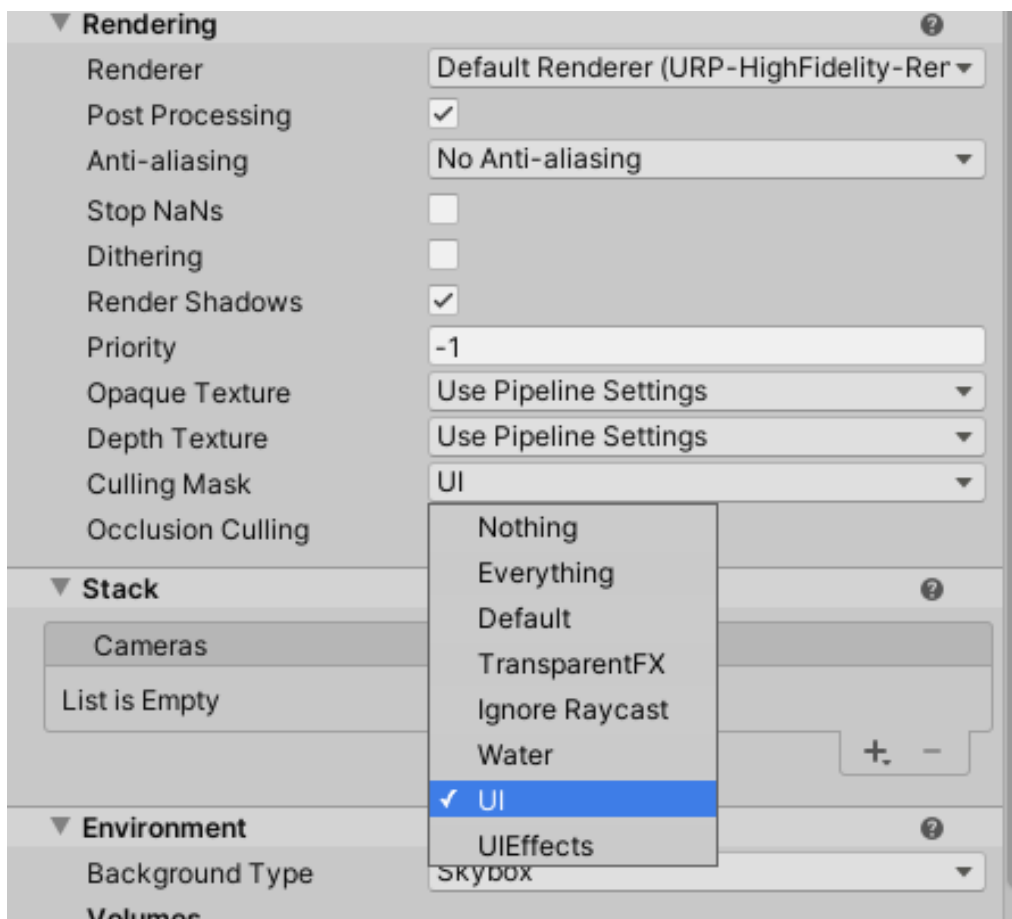 Rendering
Renderer Default Renderer (URP-HighFidelity-Rer
Post Processing
Anti-aliasing No Anti-aliasing
Stop NaNs
Dithering
Render Shadows
Priority -1
Opaque Texture Use Pipeline Settings
Depth Texture Use Pipeline Settings
Culling Mask UI
Occlusion Culling
Nothing
Everything
Default
TransparentFX
Ignore Raycast
Water
UI
UIEffects
Stack
Cameras
List is Empty
Environment
Background Type Skybox
Volumes